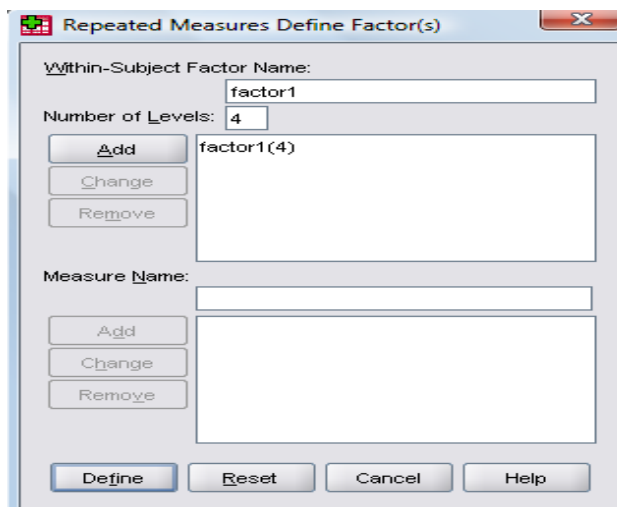 Repeated Measures Define Factor(s)
Within-Subject Factor Name:
factor1
Number of Levels: 4
Add factor1(4)
Change
Remove
Measure Name:
Add
Change
Remove
Define Reset Cancel Help